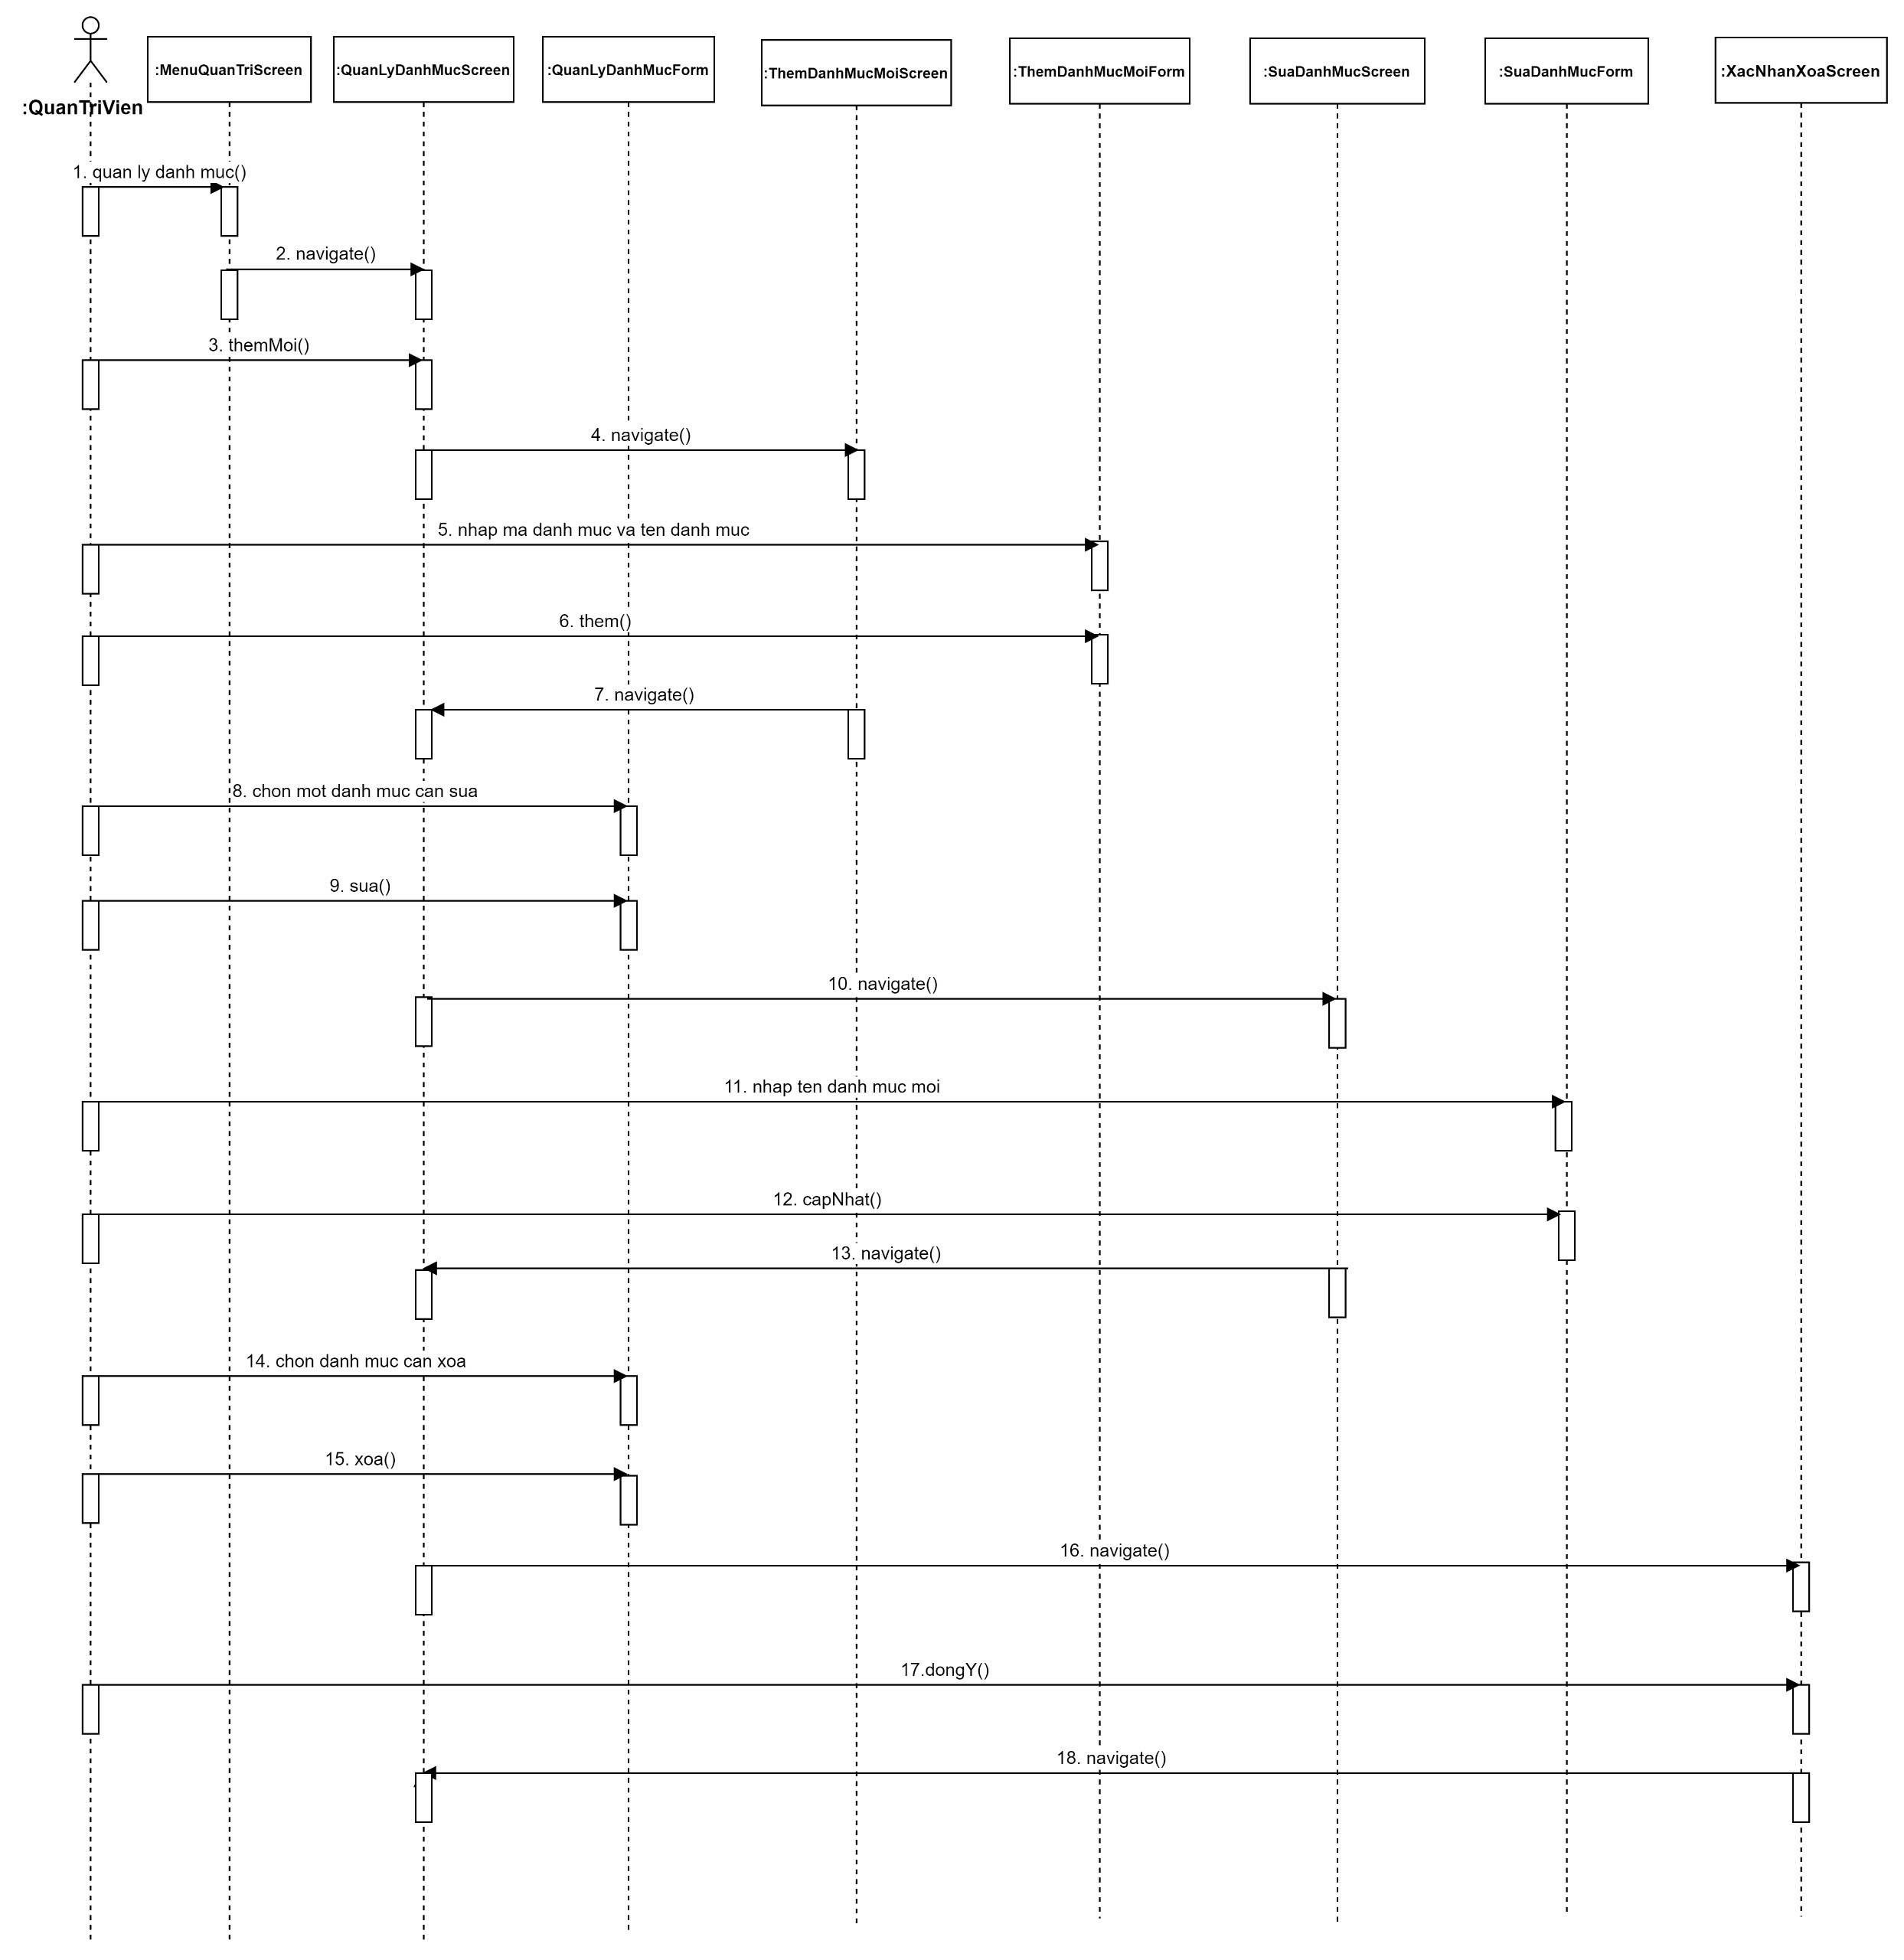 :QuanTriVien
:MenuQuanTriScreen
:QuanLyDanhMucScreen
:QuanLyDanhMucForm
:ThemDanhMucMoiScreen
:ThemDanhMucMoiForm
:SuaDanhMucScreen
:SuaDanhMucForm
:XacNhanXoaScreen
1. quan ly danh muc()
2. navigate()
3. themMoi()
4. navigate()
5. nhap ma danh muc va ten danh muc
6. them()
7. navigate()
8. chon mot danh muc can sua
9. sua()
10. navigate()
11. nhap ten danh muc moi
12. capNhat()
13. navigate()
14. chon danh muc can xoa
15. xoa()
16. navigate()
17.dongY()
18. navigate()